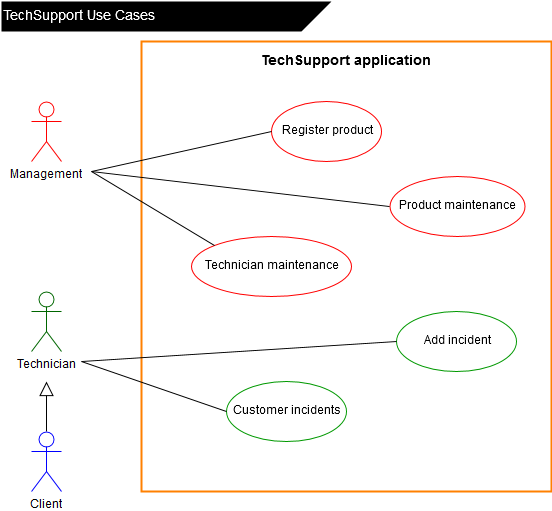 TechSupport Use Cases
TechSupport application
Register product
Management
Product maintenance
Technician maintenance
Add incident
Technician
Customer incidents
Client